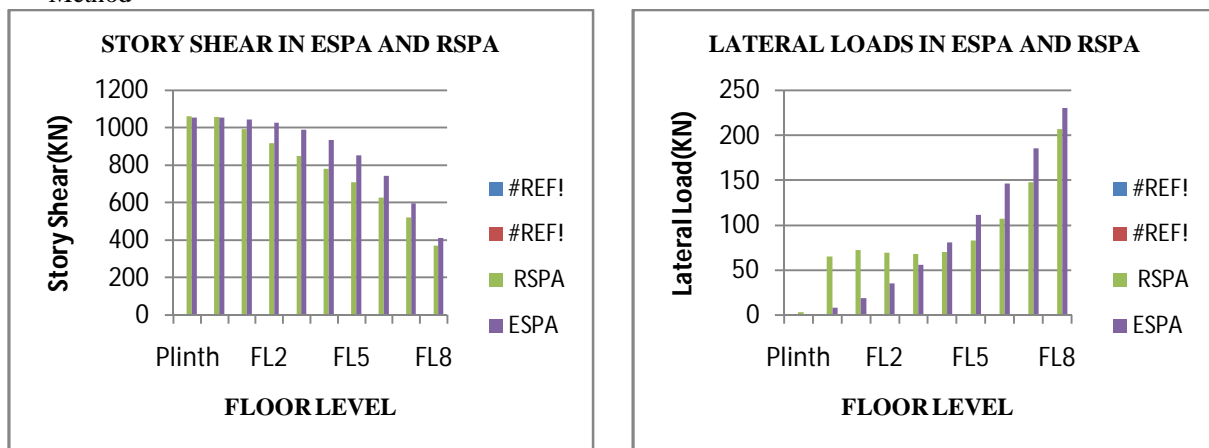 Method
STORY SHEAR IN ESPA AND RSPA
1200
1000
800
600
400
200
0
Story Shear(KN)
Plinth FL2 FL5 FL8
FLOOR LEVEL
#REF!
#REF!
RSPA
ESPA
LATERAL LOADS IN ESPA AND RSPA
250
200
150
100
50
0
Lateral Load(KN)
Plinth FL2 FL5 FL8
FLOOR LEVEL
#REF!
#REF!
RSPA
ESPA